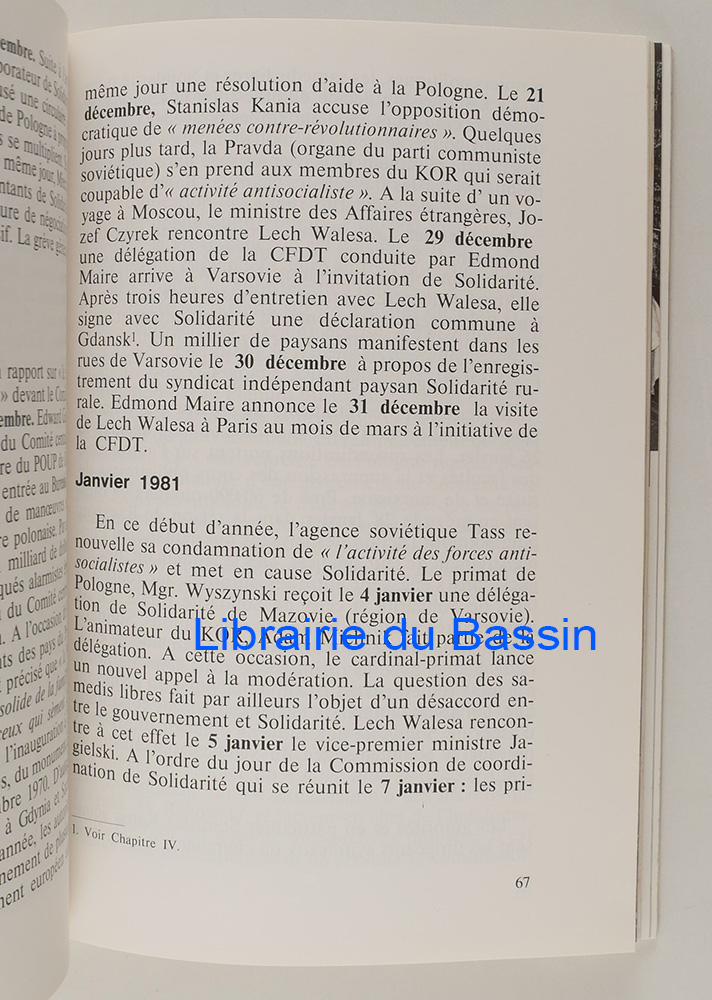 même jour une résolution d'aide à la Pologne. Le 21
décembre, Stanislas Kania accuse l'opposition démo-
cratique de « menées contre-révolutionnaires ». Quelques
jours plus tard, la Pravda (organe du parti communiste
soviétique) s'en prend aux membres du KOR qui serait
coupable d'« activité antisocialiste ». A la suite d' un vo-
yage à Moscou, le ministre des Affaires étrangères, Jo-
zef Czyrek rencontre Lech Walesa. Le 29 décembre
une délégation de la CFDT conduite par Edmond
Maire arrive à Varsovie à l'invitation de Solidarité.
Après trois heures d'entretien avec Lech Walesa, elle
signe avec Solidarité une déclaration commune à
Gdansk¹. Un millier de paysans manifestent dans les
rues de Varsovie le 30 décembre à propos de l'enregis-
trement du syndicat indépendant paysan Solidarité ru-
rale. Edmond Maire annonce le 31 décembre la visite
de Lech Walesa à Paris au mois de mars à l'initiative de
la CFDT.
Janvier 1981
En ce début d'année, l'agence soviétique Tass re-
nouvelle sa condamnation de « l'activité des forces anti-
socialistes » et met en cause Solidarité. Le primat de
Pologne, Mgr. Wyszynski reçoit le 4 janvier une déléga-
tion de Solidarité de Mazovie (région de Varsovie).
L'animateur du KOR, Adam Michnik fait partie de la
délégation. A cette occasion, le cardinal-primat lance
un nouvel appel à la modération. La question des sa-
medis libres fait par ailleurs l'objet d'un désaccord en-
tre le gouvernement et Solidarité. Lech Walesa rencon-
tre à cet effet le 5 janvier le vice-premier ministre Ja-
gielski. A l'ordre du jour de la Commission de coordi-
nation de Solidarité qui se réunit le 7 janvier : les pri-
1. Voir Chapitre IV.
67
Librairie du Bassin